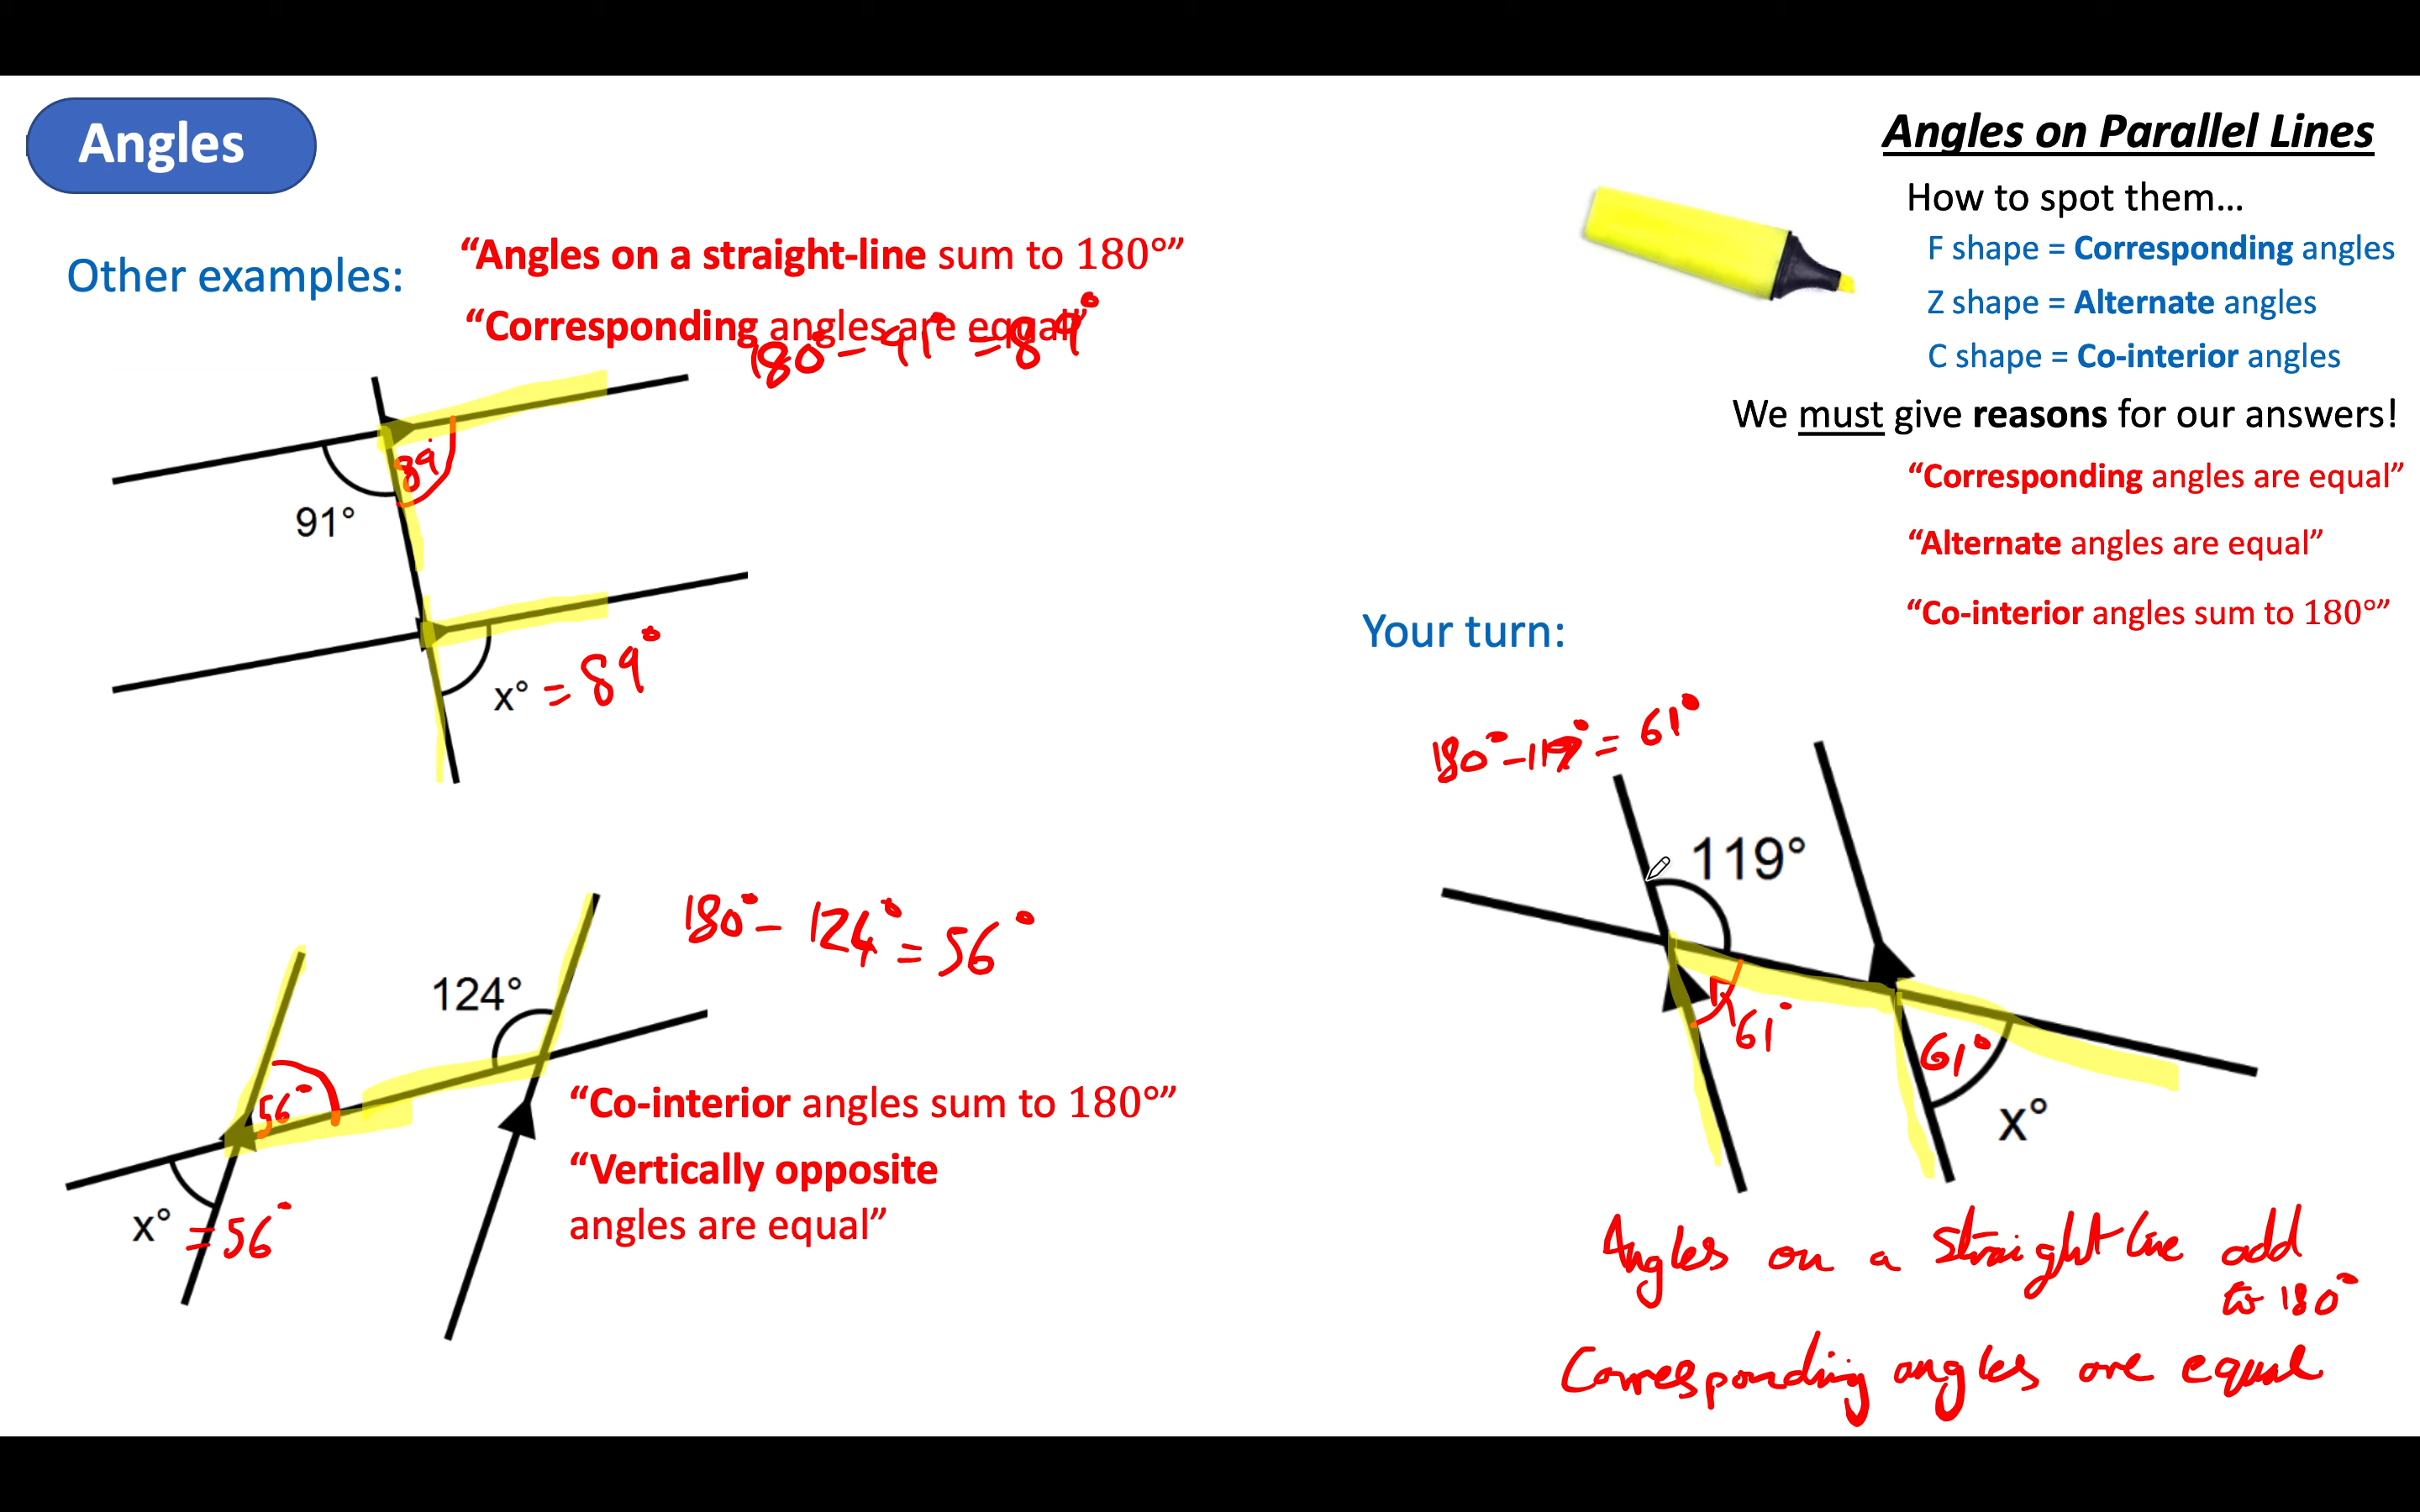 Angles
Other examples:
“Angles on a straight-line sum to 180°”
“Corresponding angles are equal”
180° - 91° = 89°
89°
91°
x° = 89°
180° - 124° = 56°
124°
56°
x° = 56°
“Co-interior angles sum to 180°”
“Vertically opposite
angles are equal”
Angles on Parallel Lines
How to spot them...
F shape = Corresponding angles
Z shape = Alternate angles
C shape = Co-interior angles
We must give reasons for our answers!
“Corresponding angles are equal”
“Alternate angles are equal”
“Co-interior angles sum to 180°”
Your turn:
180° - 119° = 61°
119°
61°
61°
x°
Angles on a straight line add
to 180°
Corresponding angles are equal